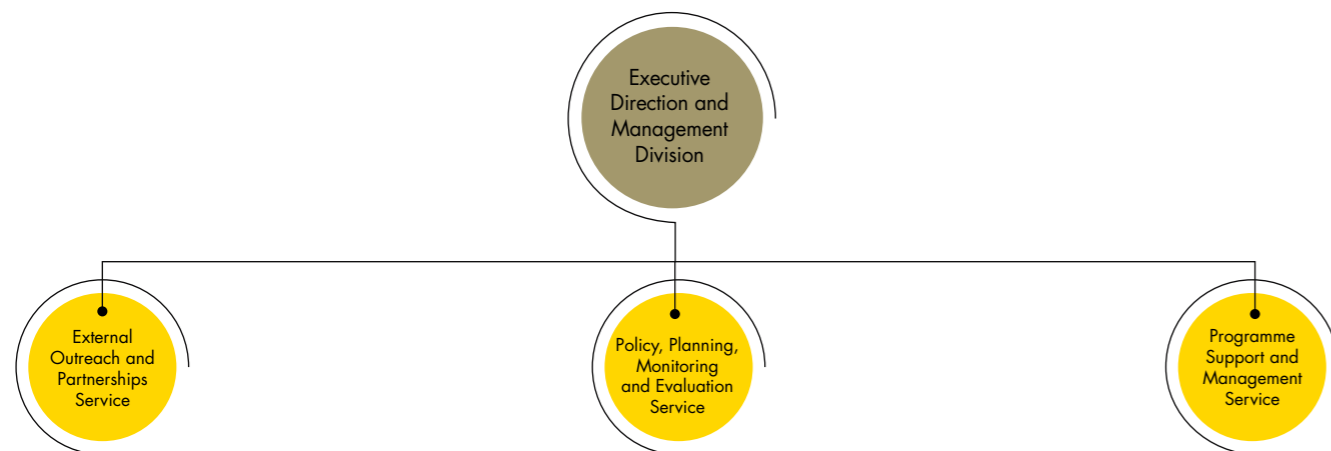 Executive
Direction and
Management
Division
External
Outreach and
Partnerships
Service
Policy, Planning,
Monitoring
and Evaluation
Service
Programme
Support and
Management
Service